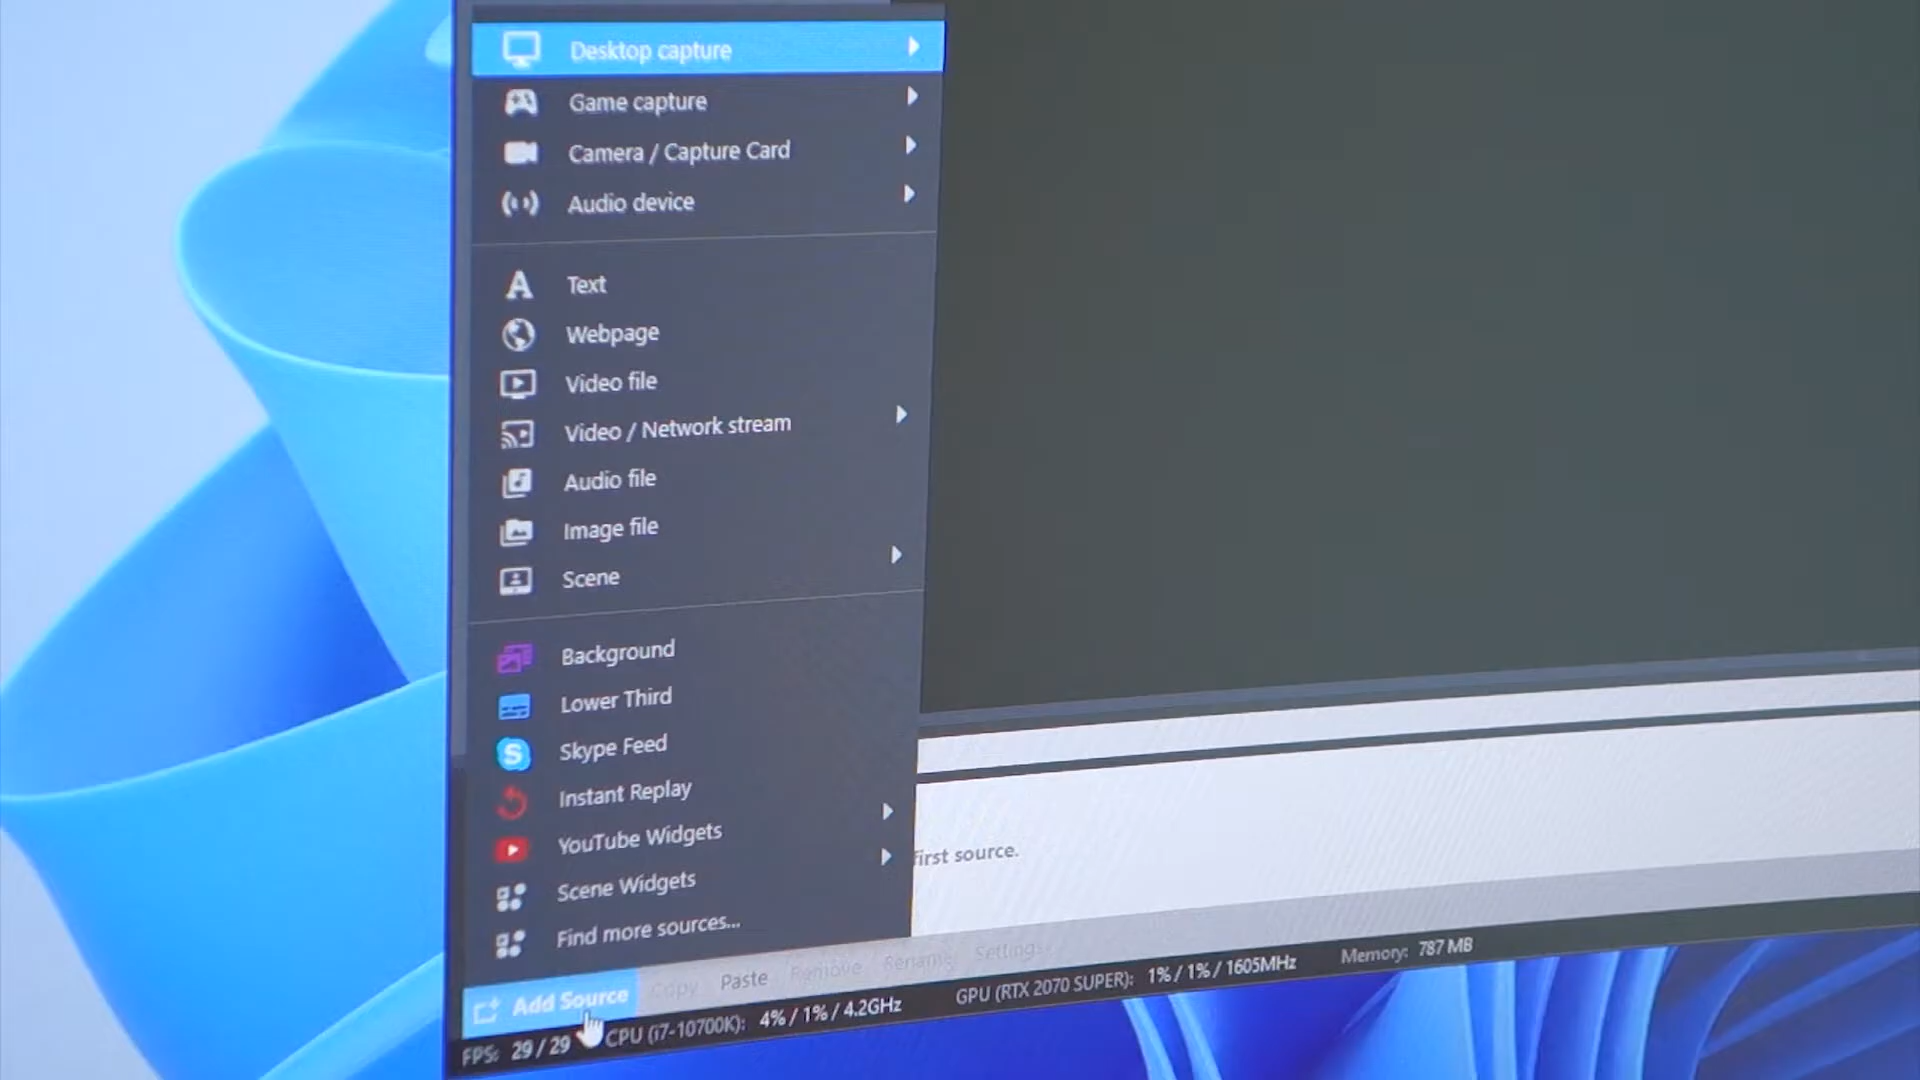 Desktop capture
Game capture
Camera / Capture Card
Audio device
Text
Webpage
Video file
Video / Network stream
Audio file
Image file
Scene
Background
Lower Third
Skype Feed
Instant Replay
YouTube Widgets
Scene Widgets
Find more sources...
first source.
Add Source Copy Paste Remove Rename Settings
FPS: 29 / 29 CPU (i7-10700K): 4% / 1% / 4.2GHz GPU (RTX 2070 SUPER): 1% / 1% / 1605MHz Memory: 787 MB